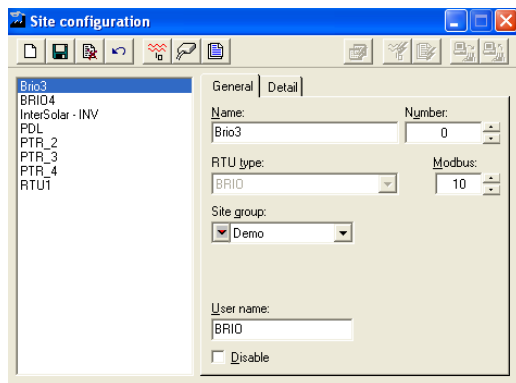 Site configuration
Brio3
BRIO4
InterSolar - INV
PDL
PTR_2
PTR_3
PTR_4
RTU1
General
Detail
Name:
Number:
Brio3
0
RTU type:
Modbus:
BRIO
10
Site group:
Demo
User name:
BRIO
Disable